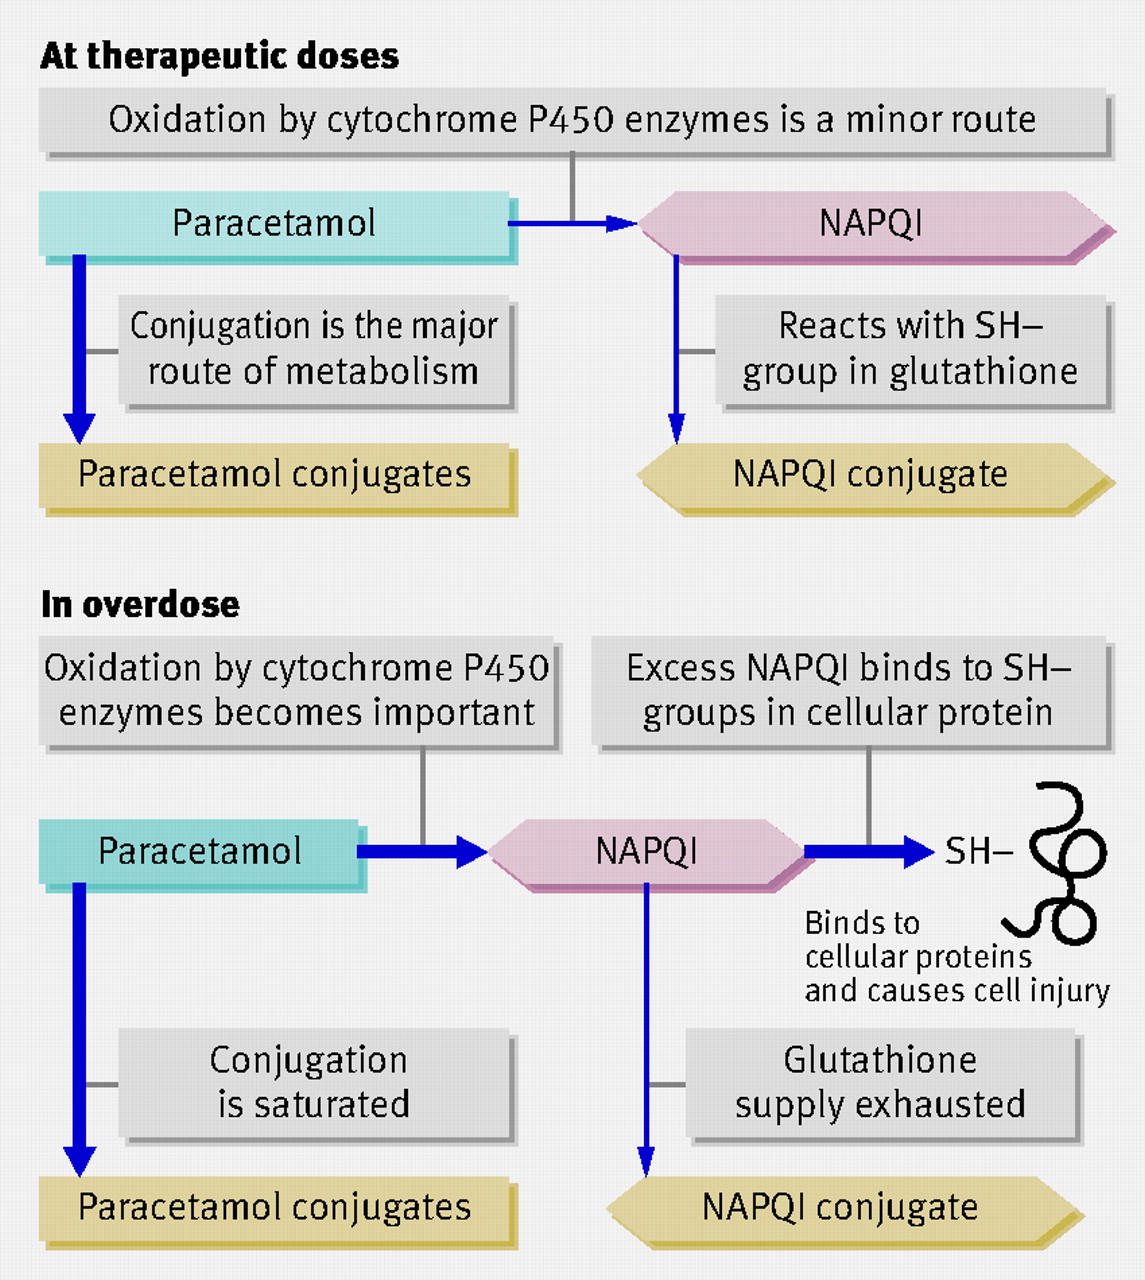 At therapeutic doses
Oxidation by cytochrome P450 enzymes is a minor route
Paracetamol
NAPQI
Conjugation is the major
route of metabolism
Reacts with SH–
group in glutathione
Paracetamol conjugates
NAPQI conjugate
In overdose
Oxidation by cytochrome P450
enzymes becomes important
Excess NAPQI binds to SH–
groups in cellular protein
Paracetamol
NAPQI
SH–
Binds to
cellular proteins
and causes cell injury
Conjugation
is saturated
Glutathione
supply exhausted
Paracetamol conjugates
NAPQI conjugate